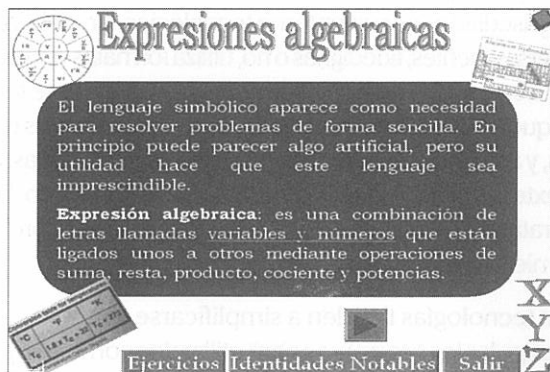 Expresiones algebraicas
El lenguaje simbólico aparece como necesidad
para resolver problemas de forma sencilla. En
principio puede parecer algo artificial, pero su
utilidad hace que este lenguaje sea
imprescindible.
Expresión algebraica: es una combinación de
letras llamadas variables y números que están
ligados unos a otros mediante operaciones de
suma, resta, producto, cociente y potencias.
°C °F °K
X
Y
Z
Ejercicios Identidades Notables Salir